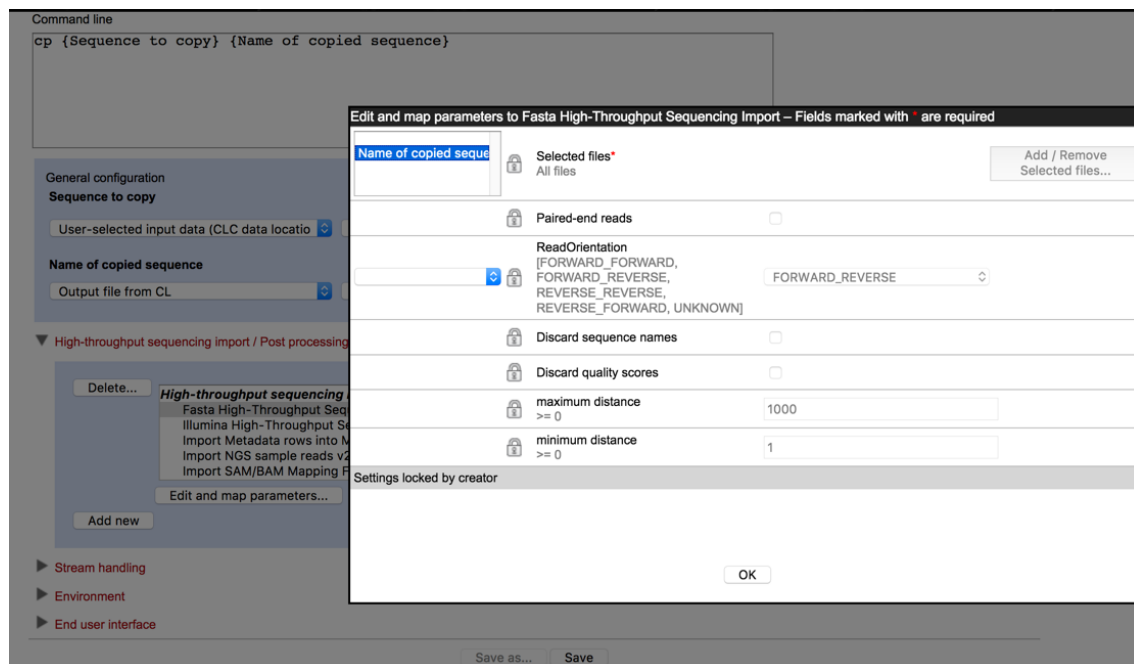 Command line
cp {Sequence to copy} {Name of copied sequence}
Edit and map parameters to Fasta High-Throughput Sequencing Import – Fields marked with * are required
Name of copied seque
Selected files*
All files
Add / Remove
Selected files...
General configuration
Sequence to copy
User-selected input data (CLC data locatio
Paired-end reads
ReadOrientation
[FORWARD_FORWARD,
FORWARD_REVERSE,
REVERSE_REVERSE,
REVERSE_FORWARD, UNKNOWN]
FORWARD_REVERSE
Name of copied sequence
Output file from CL
High-throughput sequencing import / Post processing
Discard sequence names
Discard quality scores
Delete...
High-throughput sequencing
Fasta High-Throughput Seq
Illumina High-Throughput Se
Import Metadata rows into M
Import NGS sample reads v2
Import SAM/BAM Mapping F
maximum distance
>= 0
1000
minimum distance
>= 0
1
Settings locked by creator
Edit and map parameters...
Add new
Stream handling
Environment
End user interface
OK
Save as...
Save